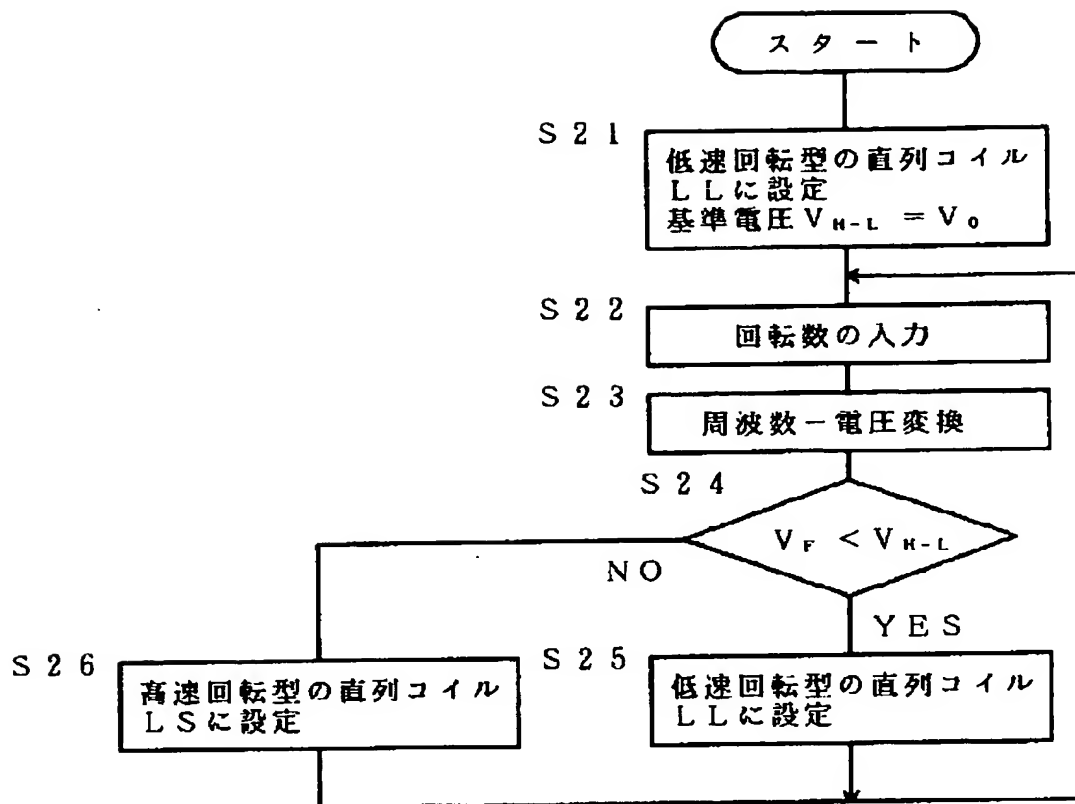 スタート
S21
低速回転型の直列コイル
LLに設定
基準電圧V_H-L = V_0
S22
回転数の入力
S23
周波数－電圧変換
S24
V_F < V_H-L
NO
YES
S26
高速回転型の直列コイル
LSに設定
S25
低速回転型の直列コイル
LLに設定